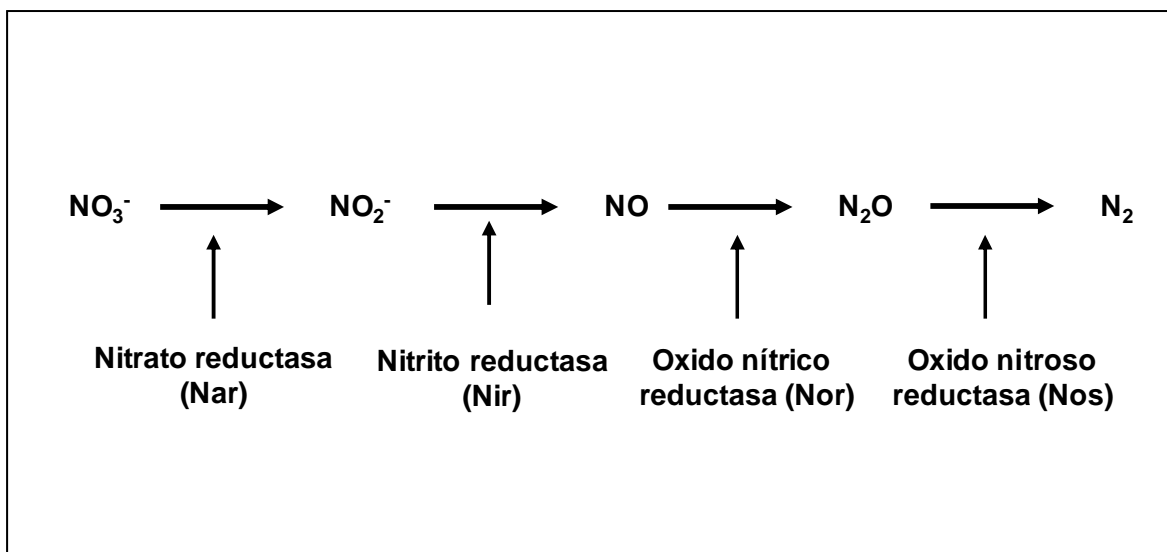 NO₃⁻ NO₂⁻ NO N₂O N₂
Nitrato reductasa
(Nar)
Nitrito reductasa
(Nir)
Oxido nítrico
reductasa (Nor)
Oxido nitroso
reductasa (Nos)